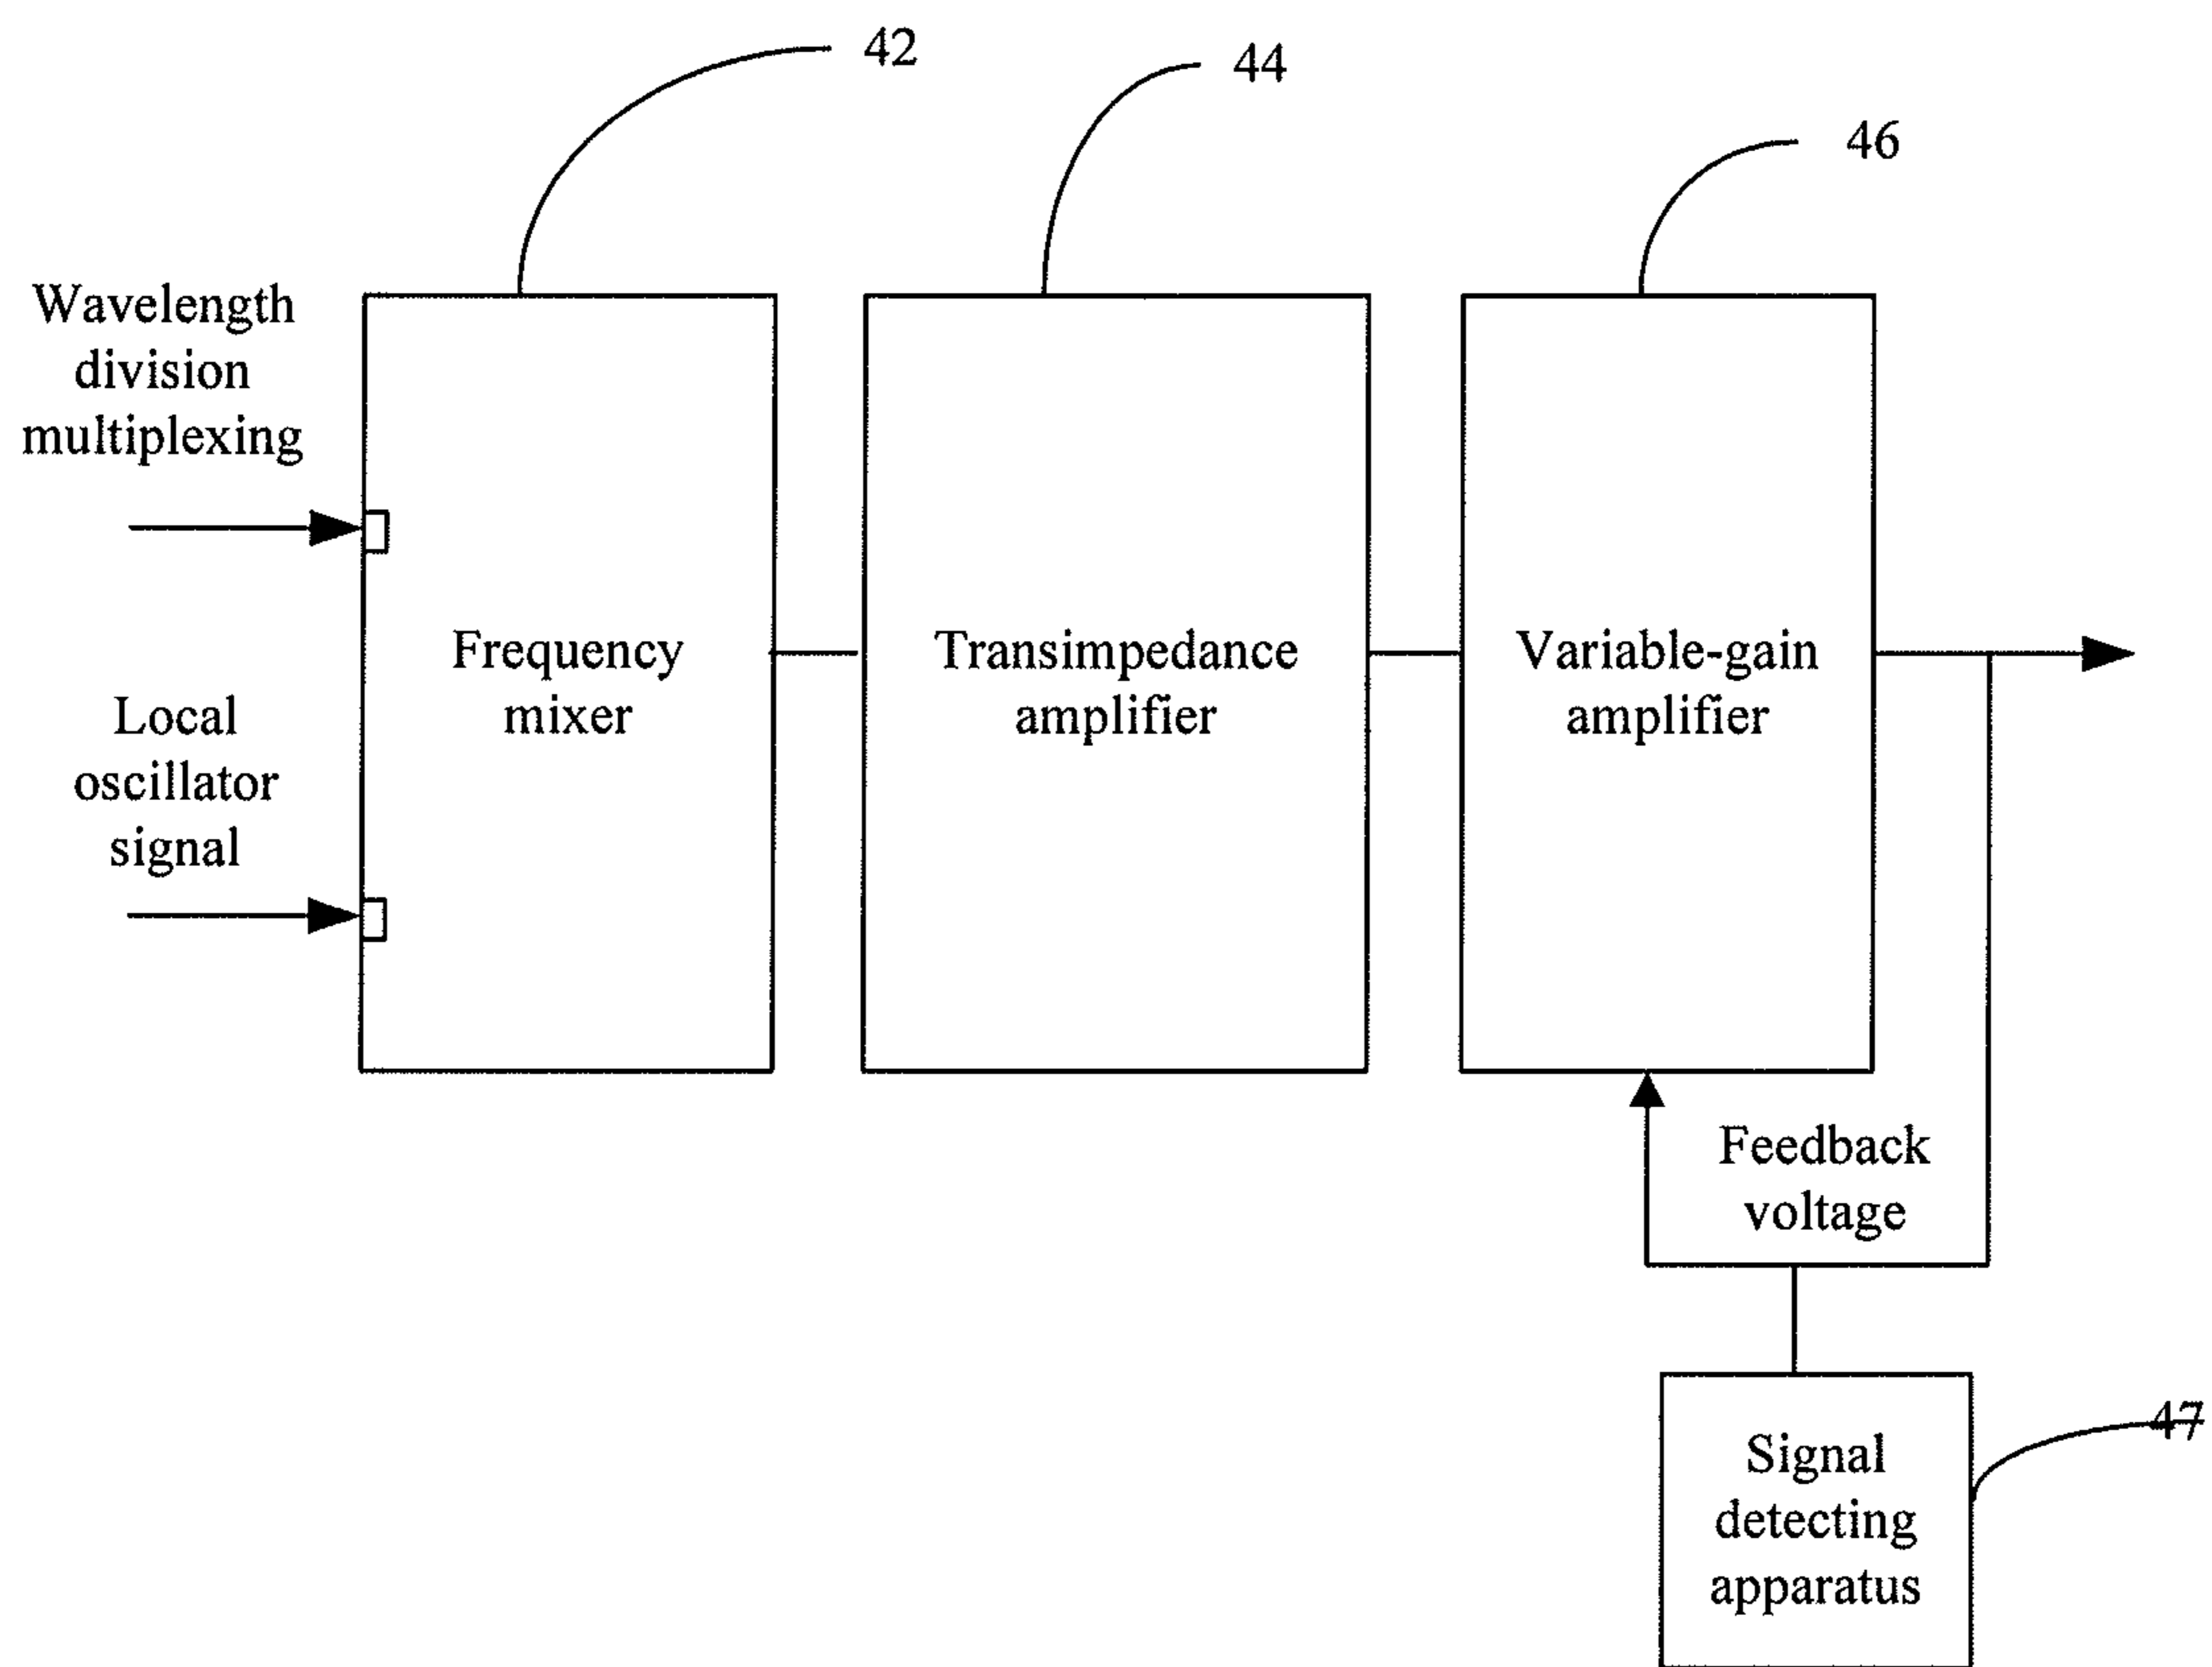 42
44
46
Wavelength
division
multiplexing
Local
oscillator
signal
Frequency
mixer
Transimpedance
amplifier
Variable-gain
amplifier
Feedback
voltage
47
Signal
detecting
apparatus